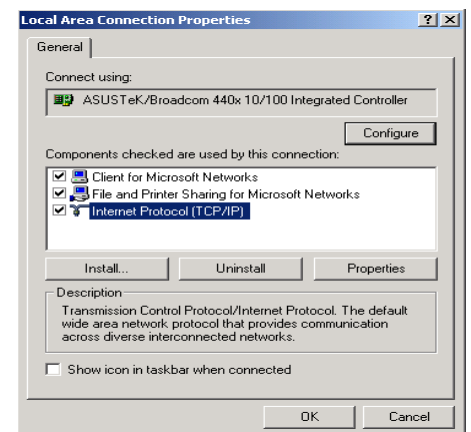 Local Area Connection Properties
General
Connect using:
ASUSTeK/Broadcom 440x 10/100 Integrated Controller
Configure
Components checked are used by this connection:
Client for Microsoft Networks
File and Printer Sharing for Microsoft Networks
Internet Protocol (TCP/IP)
Install... Uninstall Properties
Description
Transmission Control Protocol/Internet Protocol. The default
wide area network protocol that provides communication
across diverse interconnected networks.
Show icon in taskbar when connected
OK Cancel